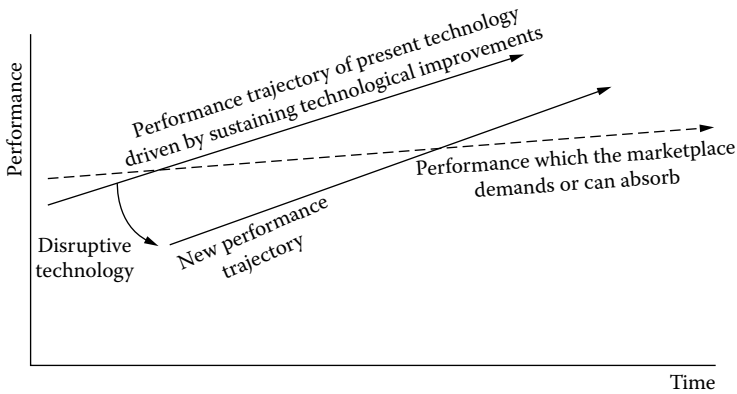 Performance
Performance trajectory of present technology
driven by sustaining technological improvements
Performance which the marketplace
demands or can absorb
Disruptive
technology
New performance
trajectory
Time